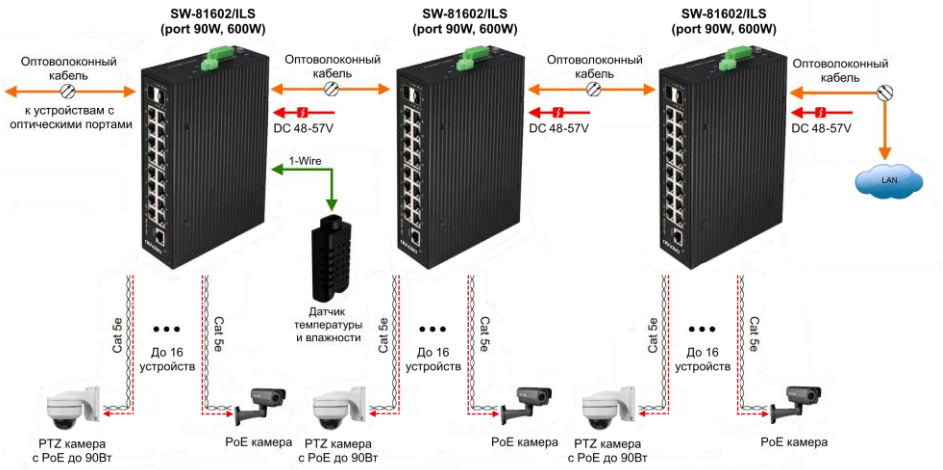 SW-81602/ILS
(port 90W, 600W)
SW-81602/ILS
(port 90W, 600W)
SW-81602/ILS
(port 90W, 600W)
Оптоволоконный
кабель
к устройствам с
оптическими портами
Оптоволоконный
кабель
DC 48-57V
Оптоволоконный
кабель
DC 48-57V
Оптоволоконный
кабель
DC 48-57V
LAN
1-Wire
Датчик
температуры
и влажности
Cat 5e
До 16
устройств
Cat 5e
Cat 5e
До 16
устройств
Cat 5e
Cat 5e
До 16
устройств
Cat 5e
PTZ камера
с PoE до 90Вт
PoE камера
PTZ камера
с PoE до 90Вт
PoE камера
PTZ камера
с PoE до 90Вт
PoE камера